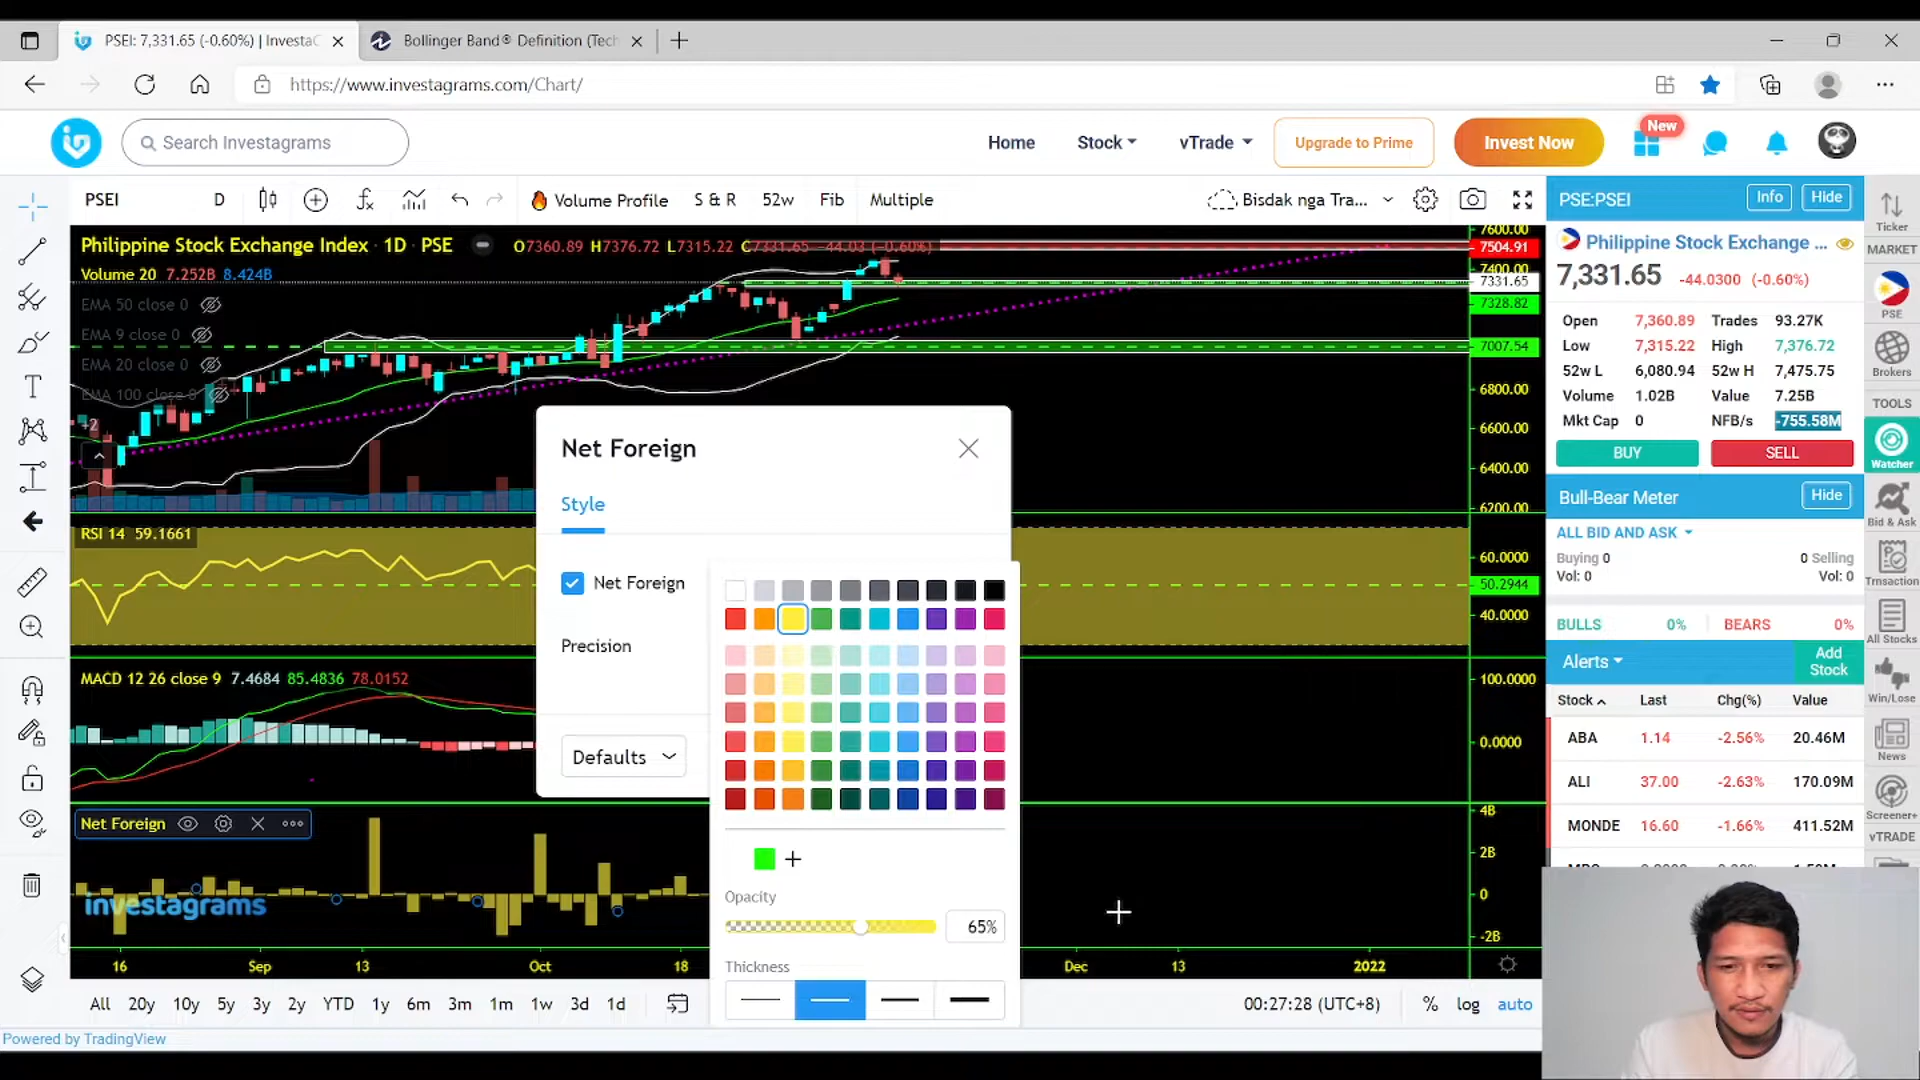 PSEI: 7,331.65 (-0.60%) | InvestaG
Bollinger Band® Definition (Tech
https://www.investagrams.com/Chart/
Search Investagrams
Home
Stock
vTrade
Upgrade to Prime
Invest Now
New
PSEI
D
Volume Profile
S & R
52w
Fib
Multiple
Bisdak nga Tra...
Philippine Stock Exchange Index · 1D · PSE
O7360.89 H7376.72 L7315.22 C7331.65 -44.03 (-0.60%)
Volume 20 7.252B 8.424B
EMA 50 close 0
EMA 9 close 0
EMA 20 close 0
EMA 100 close 0
+2
7600.00
7504.91
7400.00
7331.65
7328.82
7007.54
6800.00
6600.00
6400.00
6200.00
RSI 14 59.1661
60.0000
50.2944
40.0000
MACD 12 26 close 9 7.4684 85.4836 78.0152
100.0000
0.0000
Net Foreign
investagrams
4B
2B
0
-2B
16
Sep
13
Oct
18
Dec
13
2022
Net Foreign
Style
Net Foreign
Precision
Defaults
Opacity
65%
Thickness
All
20y
10y
5y
3y
2y
YTD
1y
6m
3m
1m
1w
3d
1d
00:27:28 (UTC+8)
%
log
auto
Powered by TradingView
PSE:PSEI
Info
Hide
Philippine Stock Exchange ...
7,331.65 -44.0300 (-0.60%)
Open 7,360.89 Trades 93.27K
Low 7,315.22 High 7,376.72
52w L 6,080.94 52w H 7,475.75
Volume 1.02B Value 7.25B
Mkt Cap 0 NFB/s -755.58M
BUY
SELL
Bull-Bear Meter
Hide
ALL BID AND ASK
Buying 0 0 Selling
Vol: 0 Vol: 0
BULLS 0% BEARS 0%
Alerts
Add Stock
Stock Last Chg(%) Value
ABA 1.14 -2.56% 20.46M
ALI 37.00 -2.63% 170.09M
MONDE 16.60 -1.66% 411.52M
Ticker
MARKET
PSE
Brokers
TOOLS
Watcher
Bid & Ask
Trnsaction
All Stocks
Win/Lose
News
Screener+
vTRADE